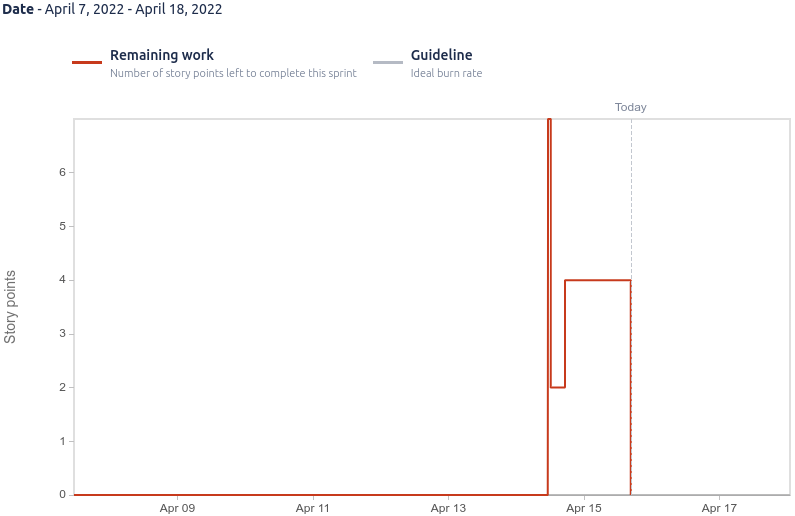 Date - April 7, 2022 - April 18, 2022
Remaining work
Number of story points left to complete this sprint
Guideline
Ideal burn rate
Today
Story points
6
5
4
3
2
1
0
Apr 09
Apr 11
Apr 13
Apr 15
Apr 17